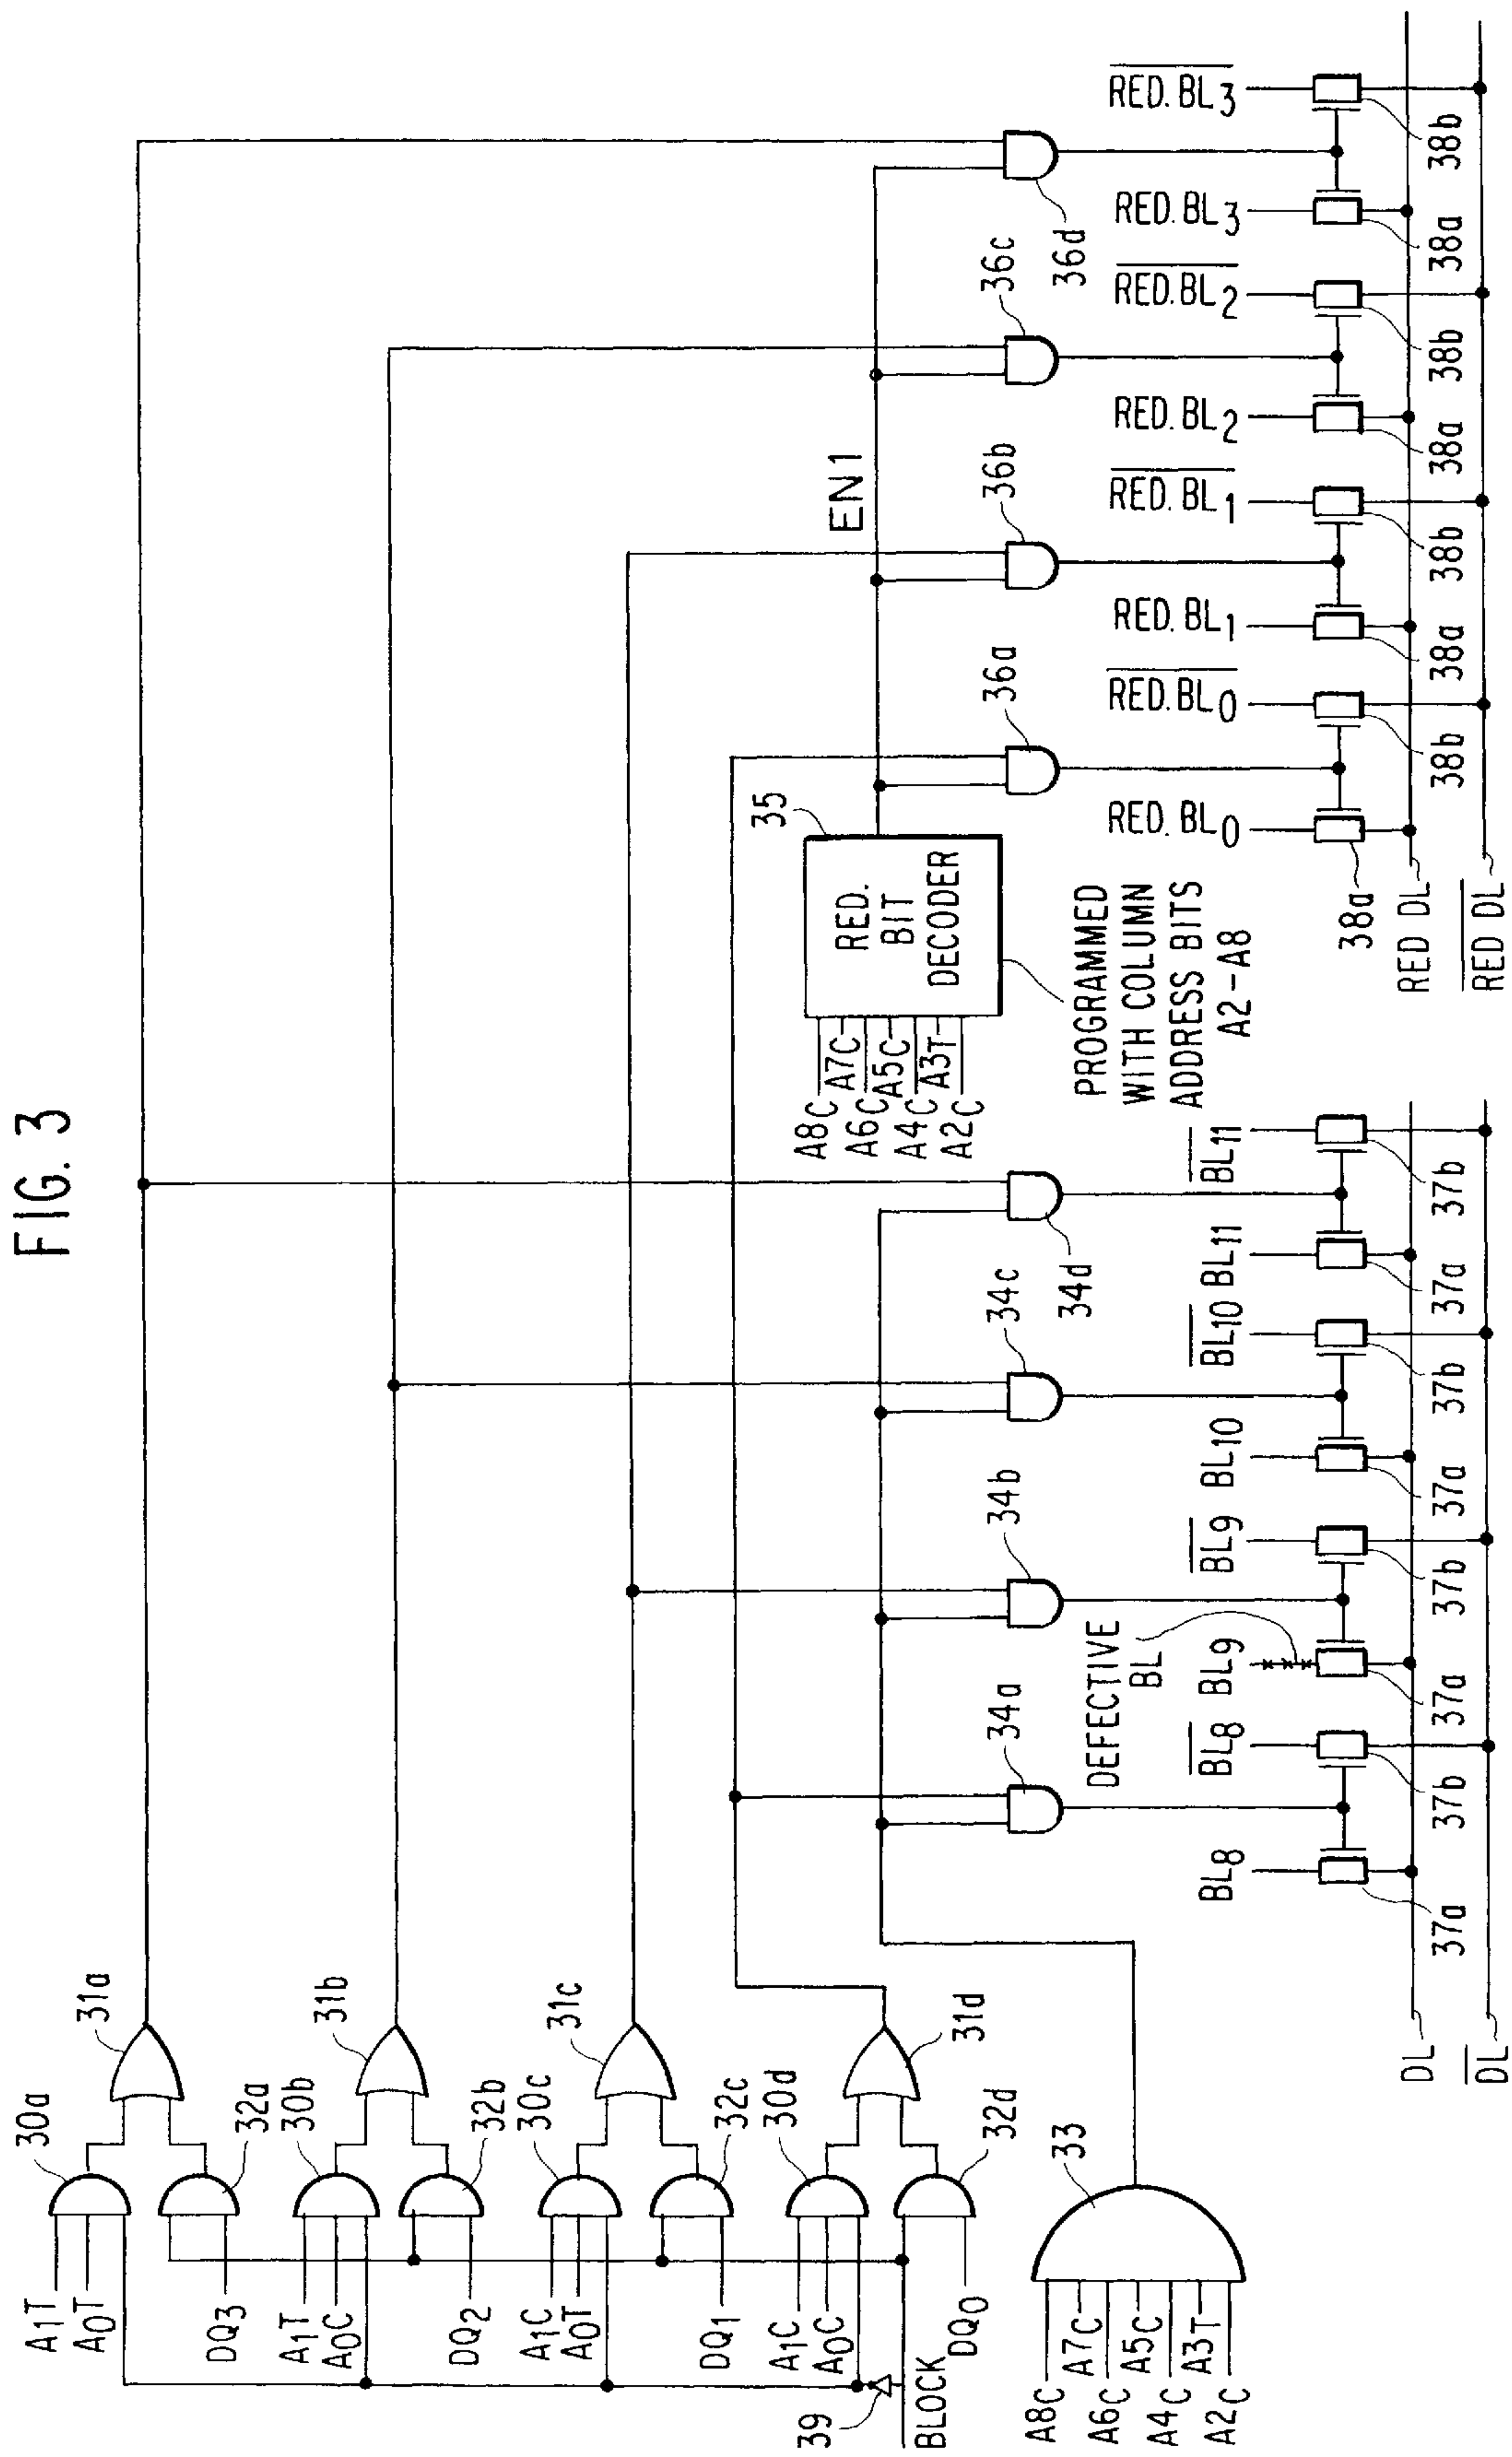 FIG. 3
30a
A1T
A0T
31a
32a
DQ3
30b
A1T
A0C
31b
32b
DQ2
30c
A1C
A0T
31c
32c
DQ1
30d
A1C
A0C
31d
32d
DQ0
39
BLOCK
33
A8C
A7C
A6C
A5C
A4C
A3T
A2C
34a
34b
34c
34d
DEFECTIVE
BL
BL8
BL8
BL9
BL9
BL10
BL10
BL11
BL11
37a
37b
37a
37b
37a
37b
37a
37b
DL
DL
35
RED.
BIT
DECODER
A8C
A7C
A6C
A5C
A4C
A3T
A2C
PROGRAMMED
WITH COLUMN
ADDRESS BITS
A2-A8
EN1
36a
36b
36c
36d
RED. BL0
RED. BL0
RED. BL1
RED. BL1
RED. BL2
RED. BL2
RED. BL3
RED. BL3
38a
38b
38a
38b
38a
38b
38a
38b
RED DL
RED DL